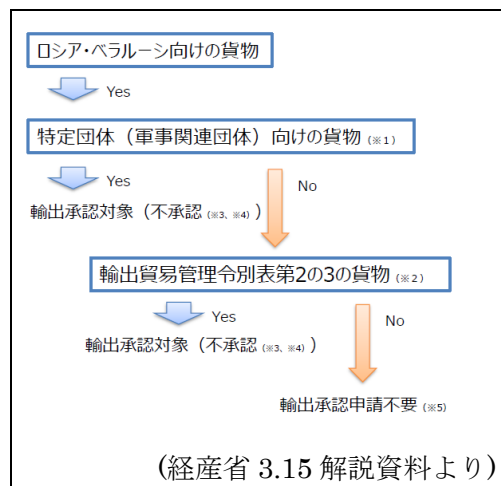 ロシア・ベラルーシ向けの貨物
Yes
特定団体（軍事関連団体）向けの貨物 (※1)
Yes
No
輸出承認対象（不承認 (※3、※4) ）
輸出貿易管理令別表第2の3の貨物 (※2)
Yes
No
輸出承認対象（不承認 (※3、※4) ）
輸出承認申請不要 (※5)
(経産省 3.15 解説資料より)